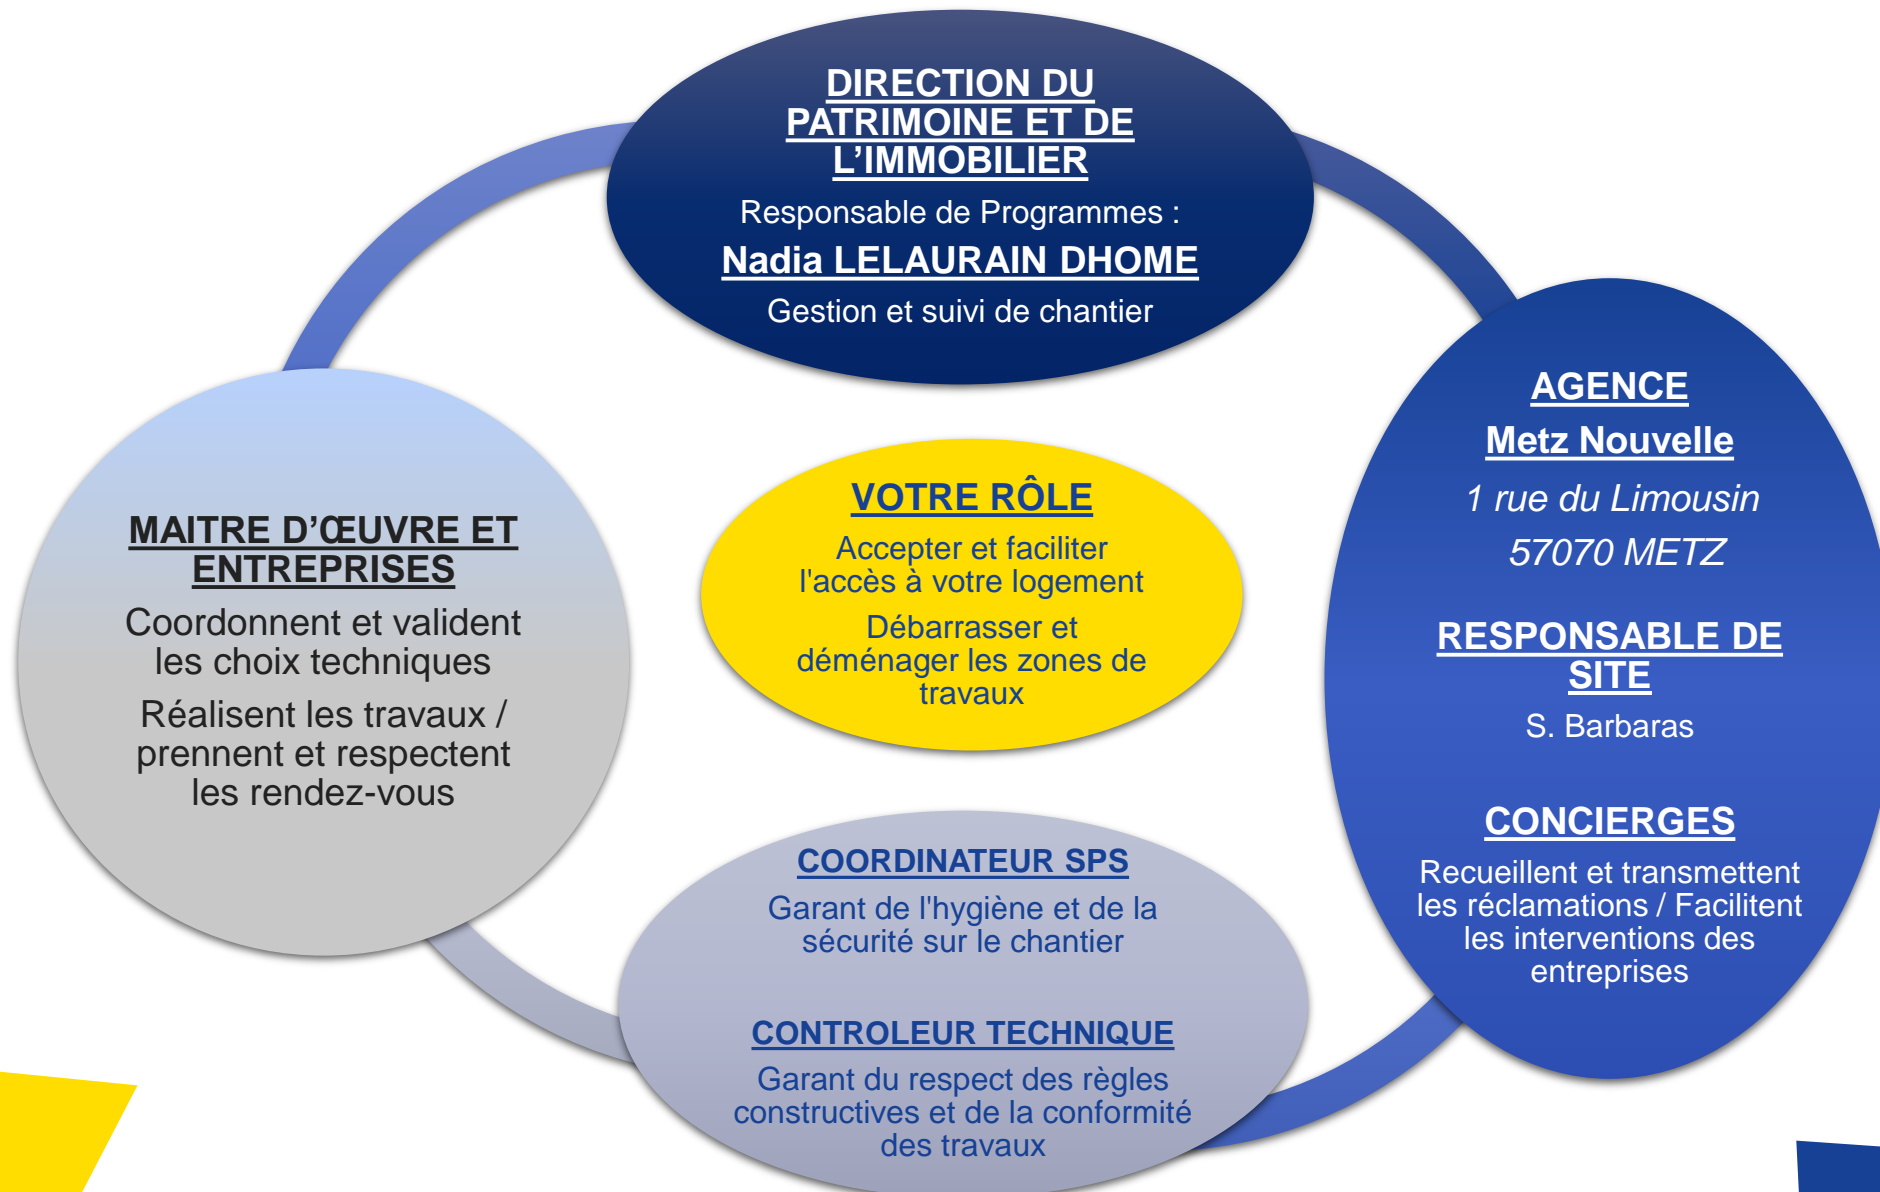 DIRECTION DU
PATRIMOINE ET DE
L’IMMOBILIER
Responsable de Programmes :
Nadia LELAURAIN DHOME
Gestion et suivi de chantier
AGENCE
Metz Nouvelle
1 rue du Limousin
57070 METZ
RESPONSABLE DE
SITE
S. Barbaras
CONCIERGES
Recueillent et transmettent
les réclamations / Facilitent
les interventions des
entreprises
VOTRE RÔLE
Accepter et faciliter
l'accès à votre logement
Débarrasser et
déménager les zones de
travaux
MAITRE D’ŒUVRE ET
ENTREPRISES
Coordonnent et valident
les choix techniques
Réalisent les travaux /
prennent et respectent
les rendez-vous
COORDINATEUR SPS
Garant de l'hygiène et de la
sécurité sur le chantier
CONTROLEUR TECHNIQUE
Garant du respect des règles
constructives et de la conformité
des travaux